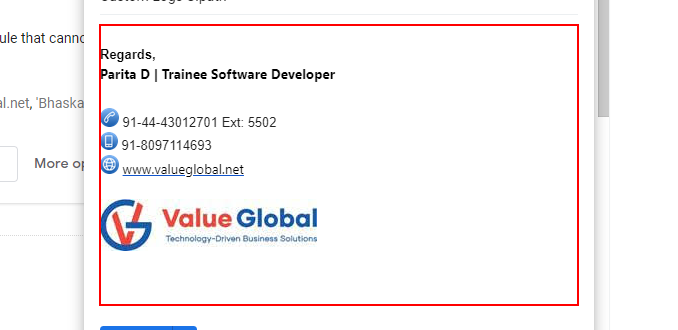 ule that canno
Regards,
Parita D | Trainee Software Developer
al.net, 'Bhaska
91-44-43012701 Ext: 5502
91-8097114693
More op
www.valueglobal.net
Value Global
Technology-Driven Business Solutions